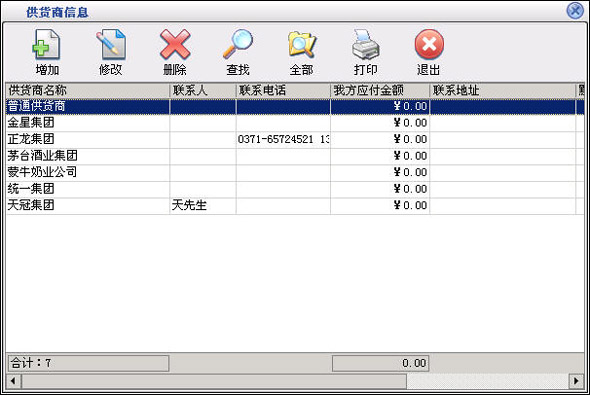 供货商信息
增加 修改 删除 查找 全部 打印 退出
供货商名称 联系人 联系电话 我方应付金额 联系地址
普通供货商 ￥0.00
金星集团 ￥0.00
正龙集团 0371-65724521 13 ￥0.00
茅台酒业集团 ￥0.00
蒙牛奶业公司 ￥0.00
统一集团 ￥0.00
天冠集团 天先生 ￥0.00
合计：7 0.00